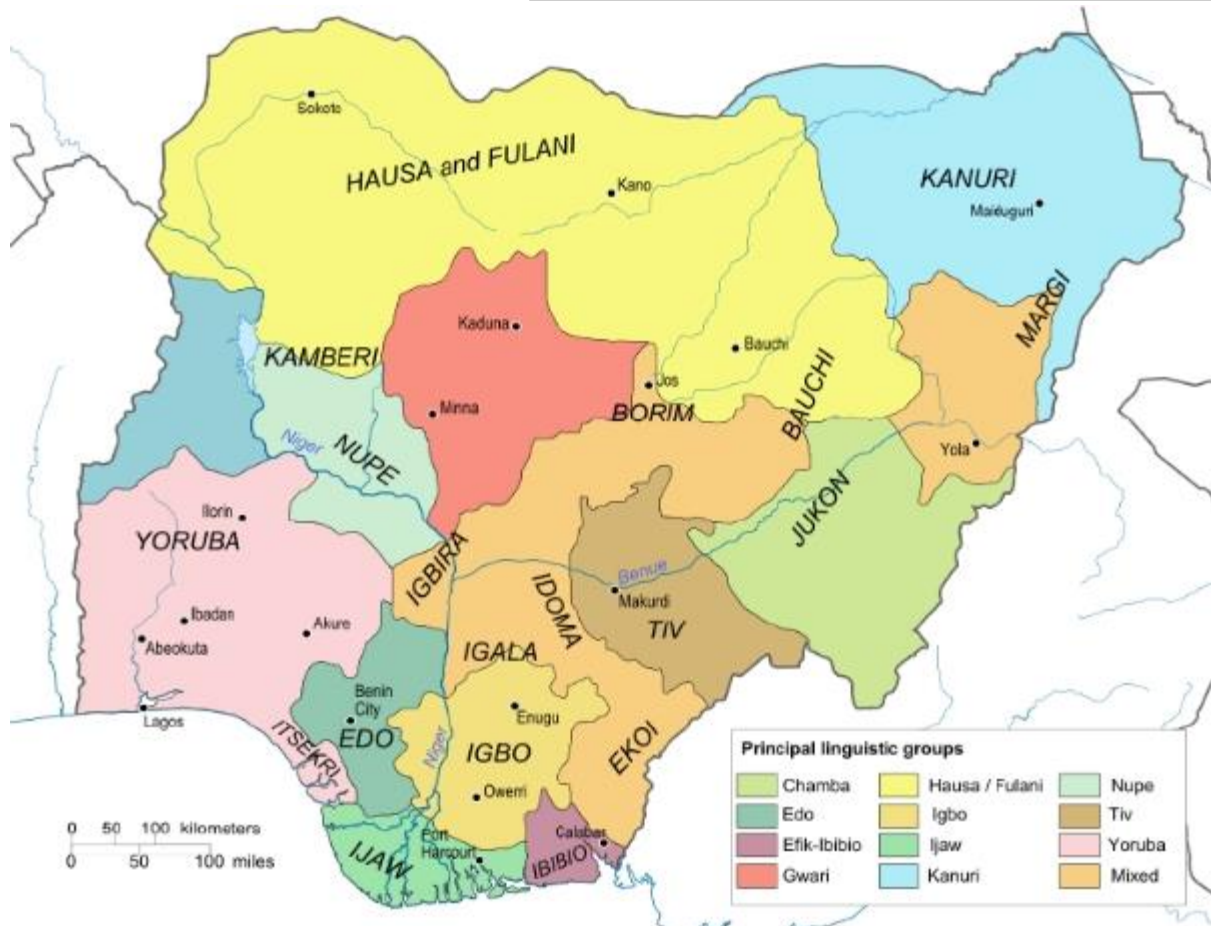 Sokoto
HAUSA and FULANI
Kano
KANURI
Maiduguri
Kaduna
KAMBERI
Bauchi
MARGI
Jos
Minna
BORIM
BAUCHI
Niger
NUPE
Yola
Ilorin
YORUBA
JUKON
IGBIRA
Benue
Makurdi
IDOMA
TIV
Ibadan
Akure
Abeokuta
IGALA
Benin
City
Enugu
Lagos
EDO
ITSEKRI
Niger
IGBO
EKOI
Owerri
Port
Harcourt
Calabar
IJAW
IBIBIO
0 50 100 kilometers
0 50 100 miles
Principal linguistic groups
Chamba
Edo
Efik-Ibibio
Gwari
Hausa / Fulani
Igbo
Ijaw
Kanuri
Nupe
Tiv
Yoruba
Mixed